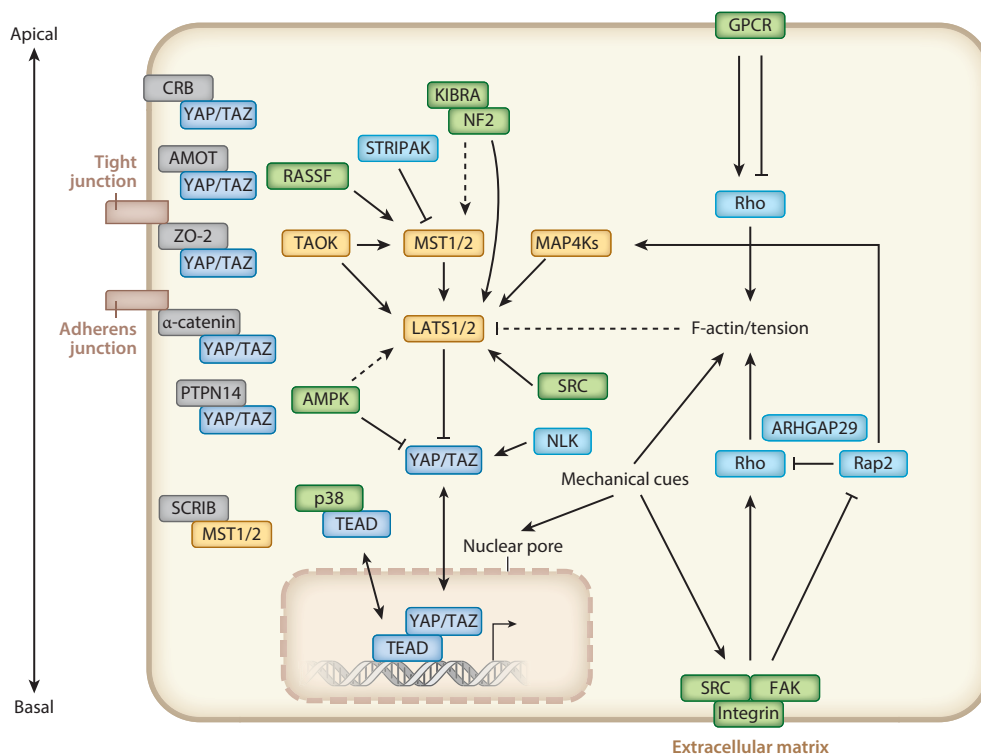 Apical
GPCR
CRB
YAP/TAZ
KIBRA
NF2
STRIPAK
AMOT
YAP/TAZ
Tight
junction
RASSF
Rho
ZO-2
YAP/TAZ
TAOK
MST1/2
MAP4Ks
α-catenin
YAP/TAZ
Adherens
junction
LATS1/2
F-actin/tension
PTPN14
YAP/TAZ
AMPK
SRC
ARHGAP29
NLK
YAP/TAZ
Rho
Rap2
Mechanical cues
SCRIB
MST1/2
p38
TEAD
Nuclear pore
YAP/TAZ
TEAD
SRC
FAK
Integrin
Basal
Extracellular matrix